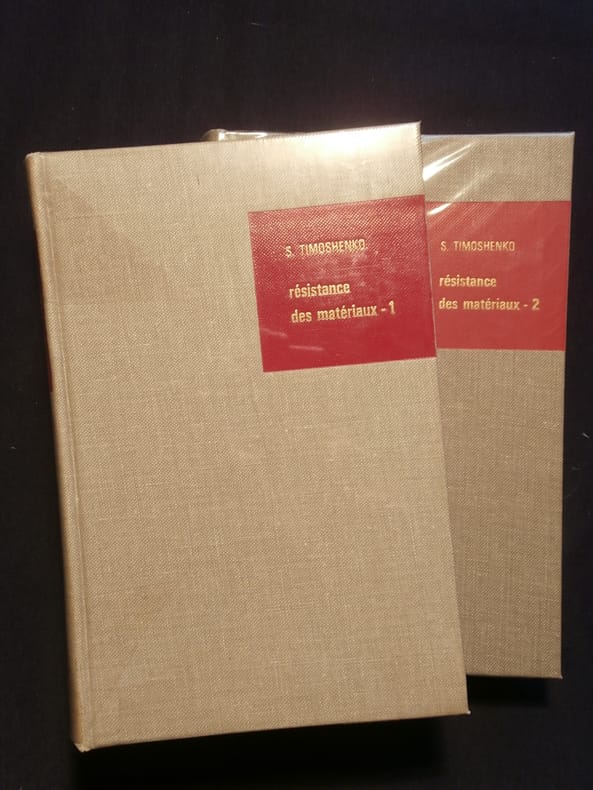 S. TIMOSHENKO
résistance
des matériaux - 1
S. TIMOSHENKO
résistance
des matériaux - 2